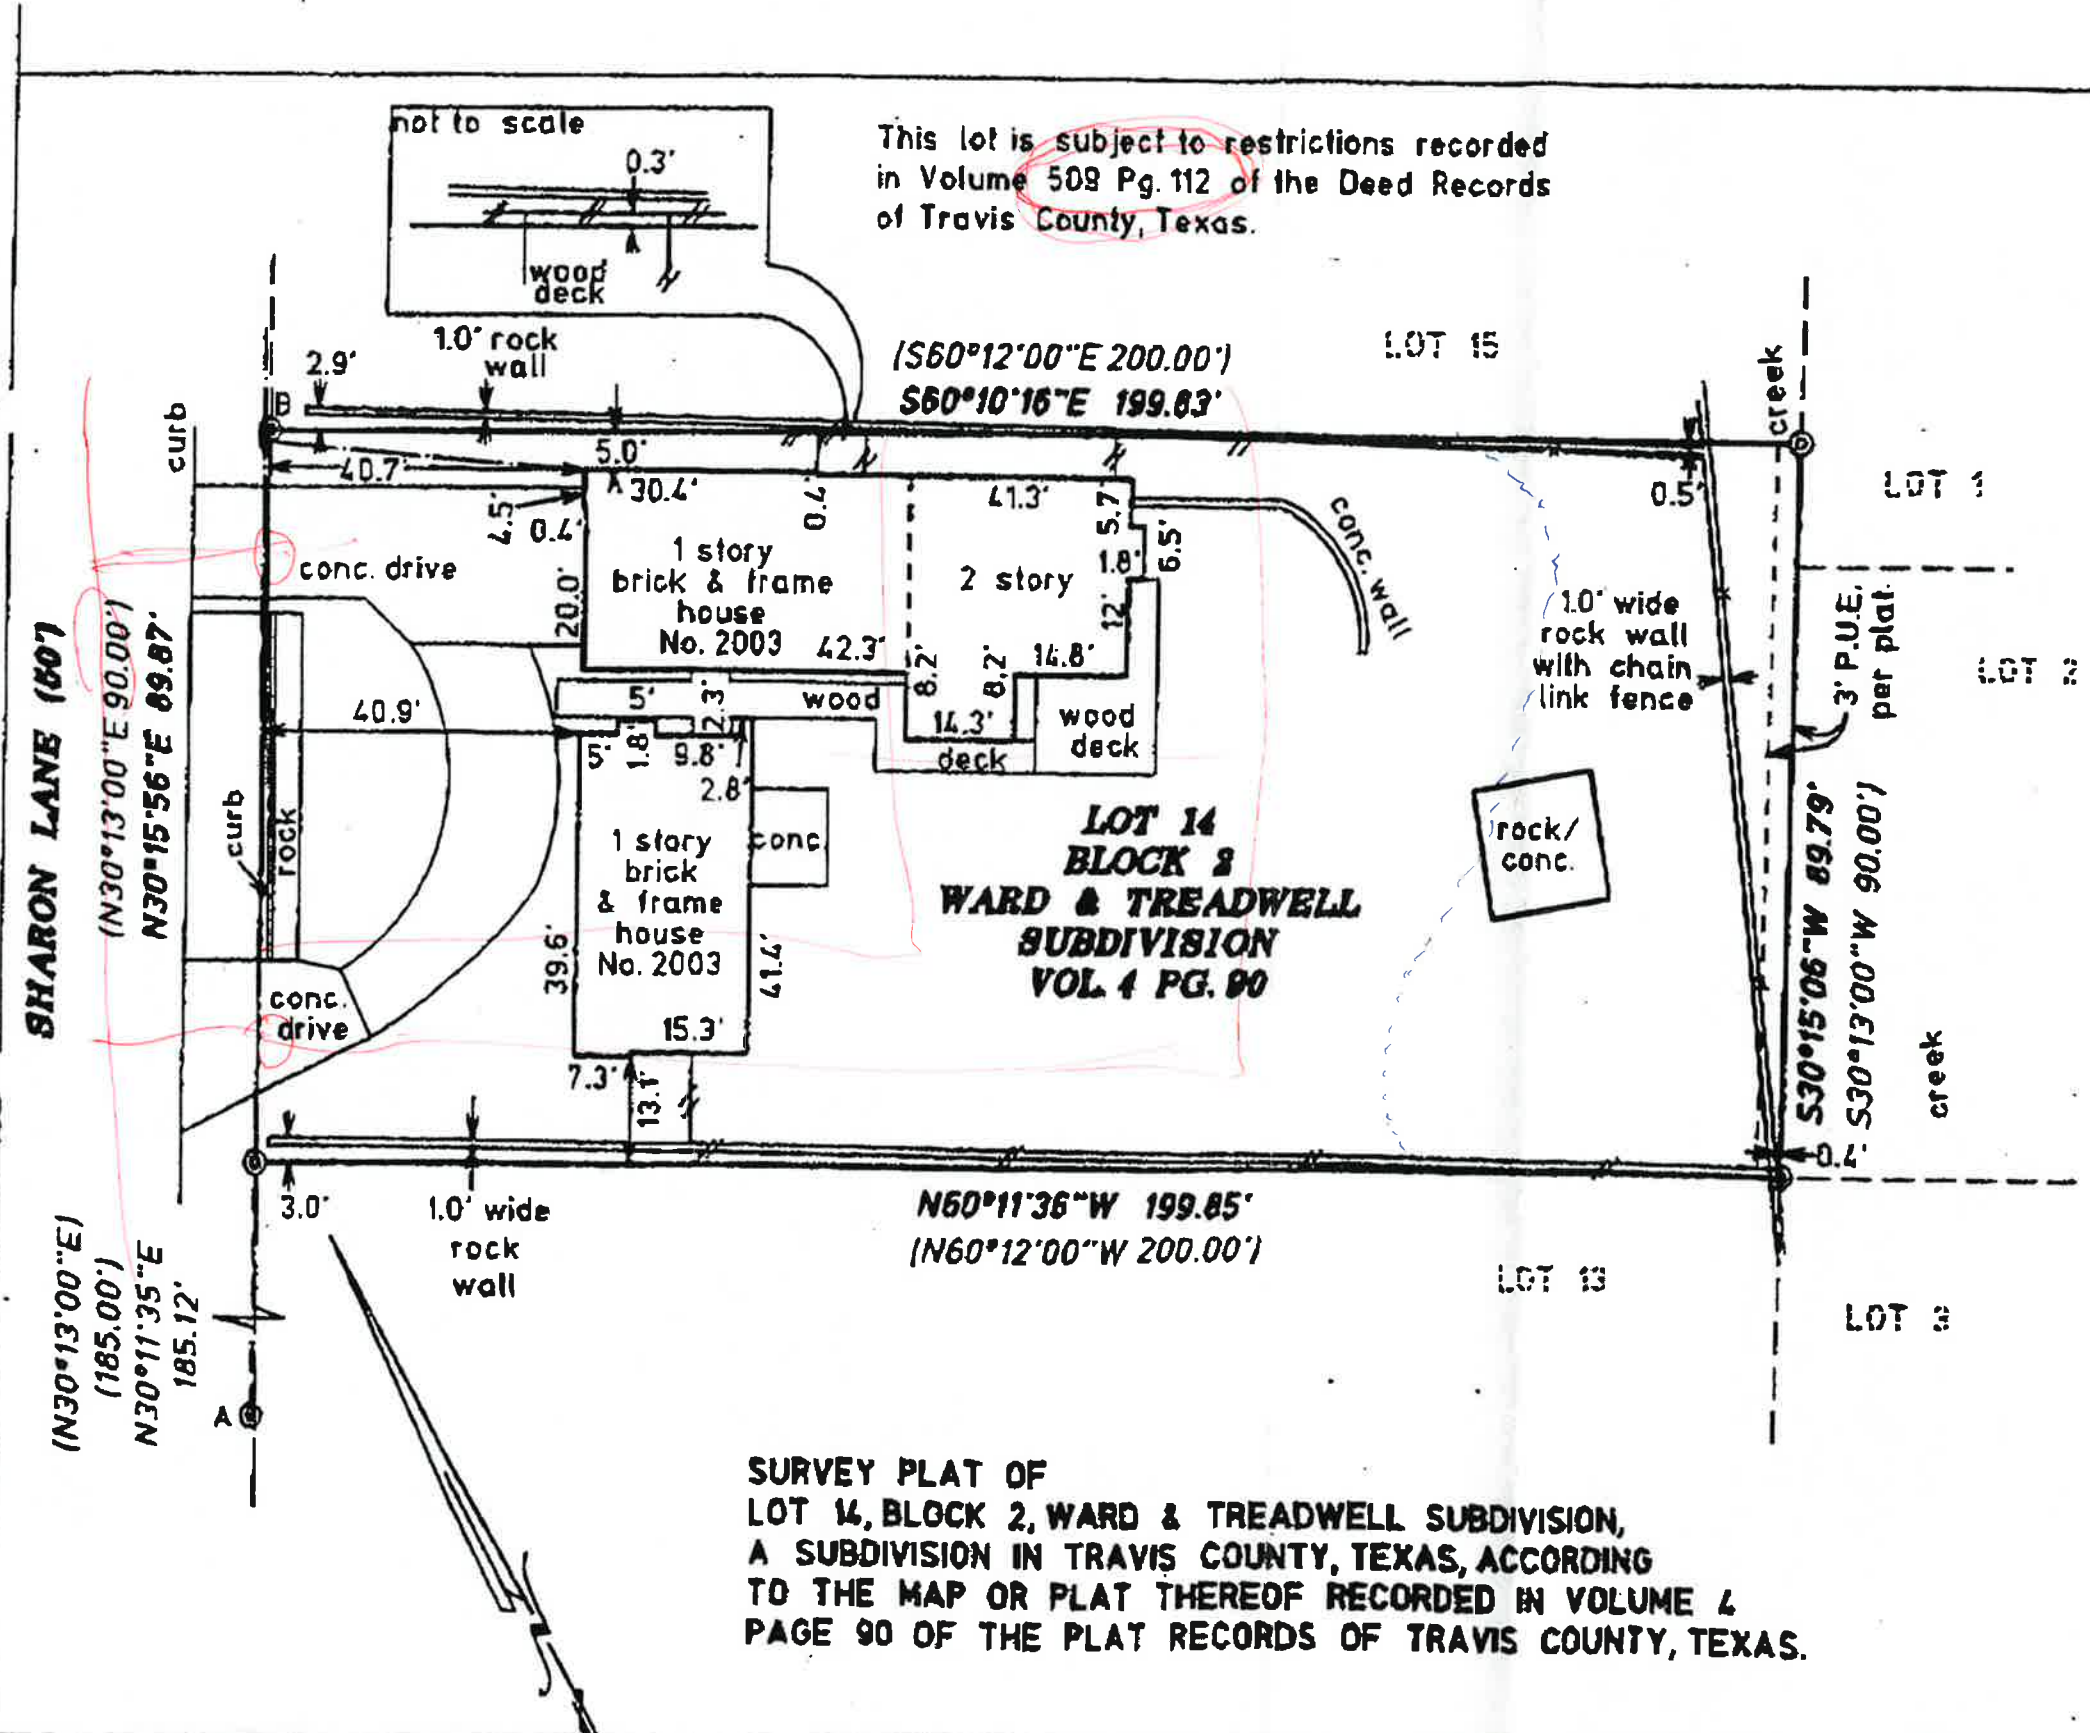 not to scale
0.3'
wood
deck
This lot is subject to restrictions recorded
in Volume 509 Pg. 112 of the Deed Records
of Travis County, Texas.
1.0' rock
wall
2.9'
(S60°12'00"E 200.00')
S60°10'16"E 199.83'
LOT 15
creek
curb
B
5.0'
40.7'
30.4'
0.4'
41.3'
5.7'
6.5'
1.8'
12'
4.5'
0.4'
0.5'
LOT 1
conc. wall
conc. drive
20.0'
1 story
brick & frame
house
No. 2003
2 story
42.3'
8.2'
8.2'
14.8'
1.0' wide
rock wall
with chain
link fence
3' P.U.E.
per plat.
LOT 2
SHARON LANE (60')
(N30°13'00"E 90.00')
N30°15'56"E 89.87'
40.9'
5'
2.3'
wood
14.3'
deck
wood
deck
5'
1.8'
9.8'
2.8'
curb
rock
conc.
1 story
brick
& frame
house
No. 2003
39.6'
41.4'
15.3'
LOT 14
BLOCK 2
WARD & TREADWELL
SUBDIVISION
VOL. 4 PG. 90
rock/
conc.
S30°15'06"W 89.79'
(S30°13'00"W 90.00')
creek
conc.
drive
7.3'
13.1'
0.4'
3.0'
1.0' wide
rock
wall
N60°11'36"W 199.85'
(N60°12'00"W 200.00')
LOT 13
LOT 3
(N30°13'00"E)
(185.00')
N30°11'35"E
185.12'
A
SURVEY PLAT OF
LOT 14, BLOCK 2, WARD & TREADWELL SUBDIVISION,
A SUBDIVISION IN TRAVIS COUNTY, TEXAS, ACCORDING
TO THE MAP OR PLAT THEREOF RECORDED IN VOLUME 4
PAGE 90 OF THE PLAT RECORDS OF TRAVIS COUNTY, TEXAS.